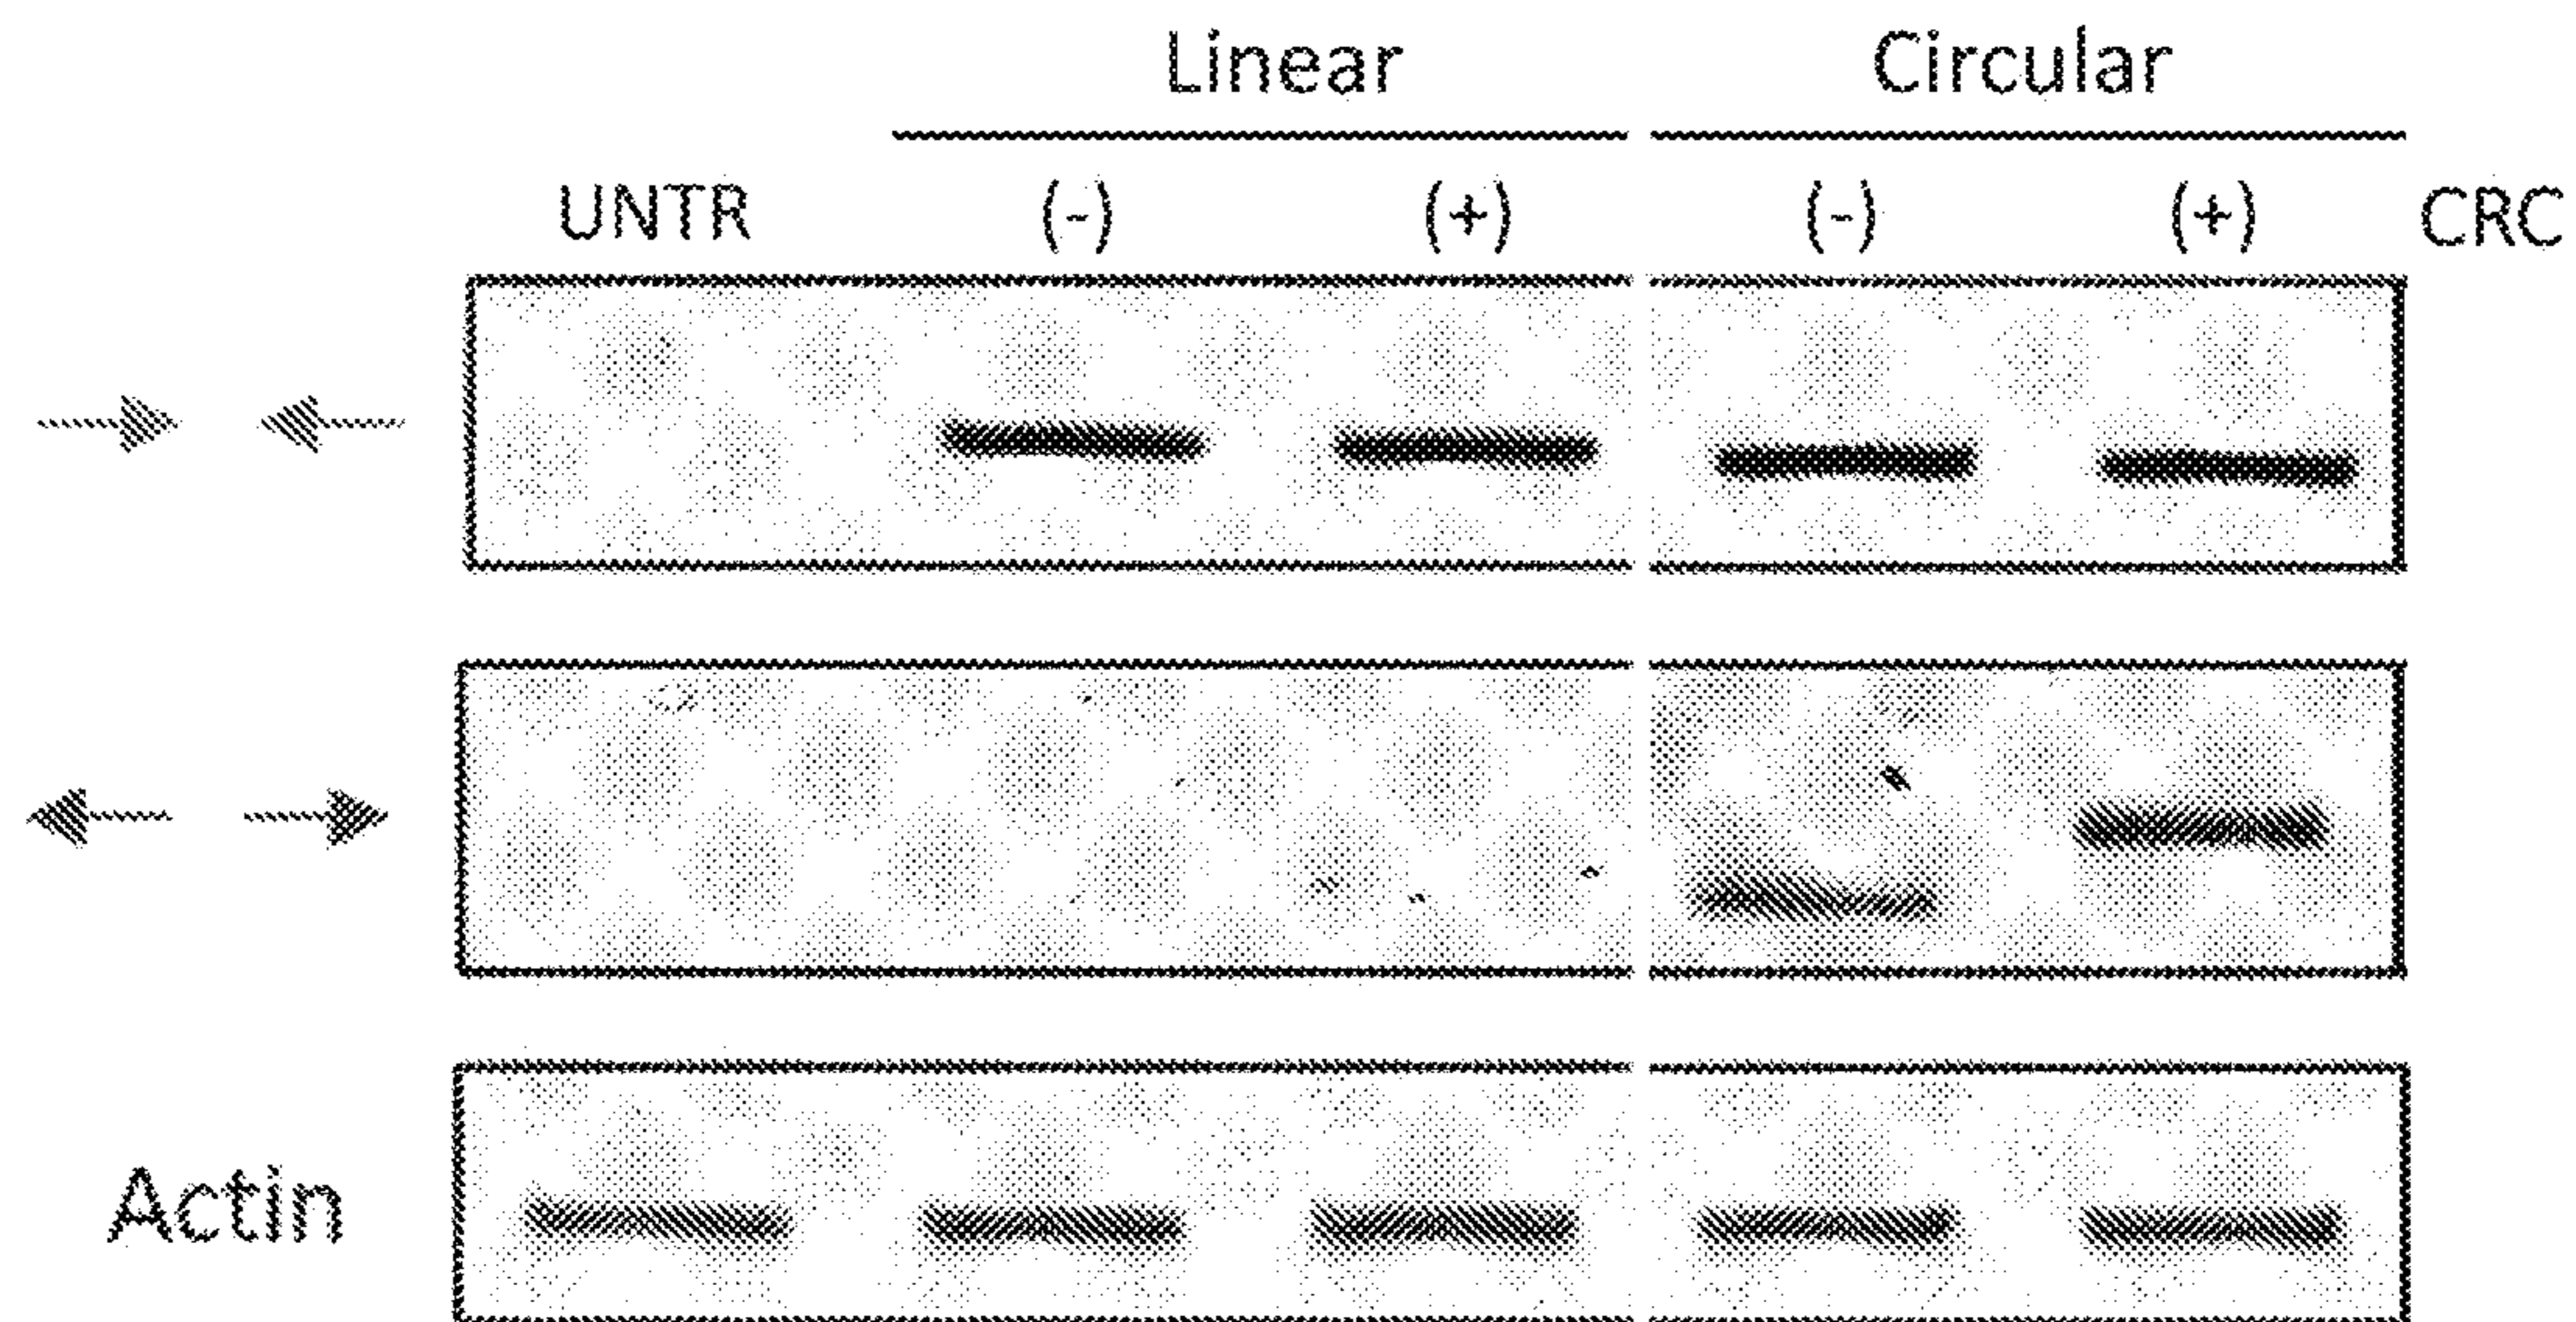 Linear Circular
UNTR (-) (+) (-) (+) CRC
Actin